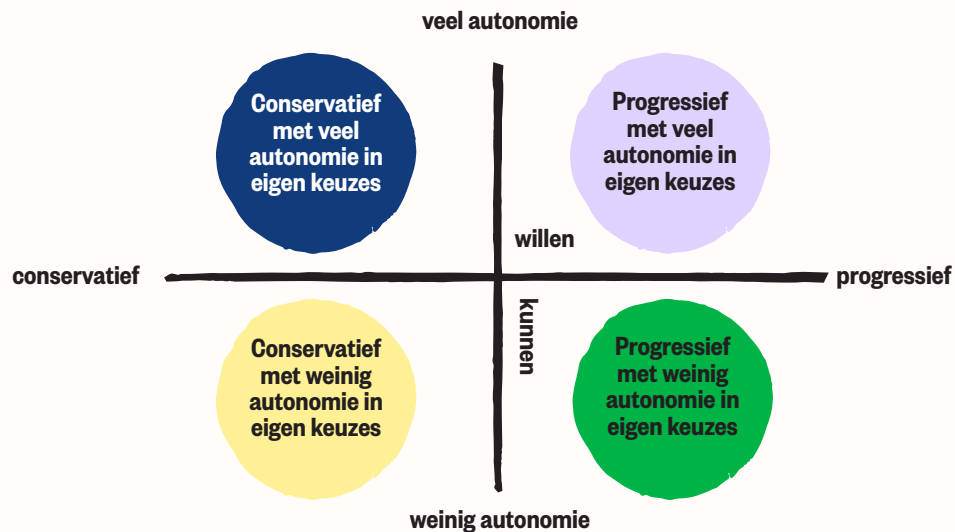 veel autonomie
Conservatief
met veel
autonomie in
eigen keuzes
Progressief
met veel
autonomie in
eigen keuzes
willen
conservatief
progressief
kunnen
Conservatief
met weinig
autonomie in
eigen keuzes
Progressief
met weinig
autonomie in
eigen keuzes
weinig autonomie